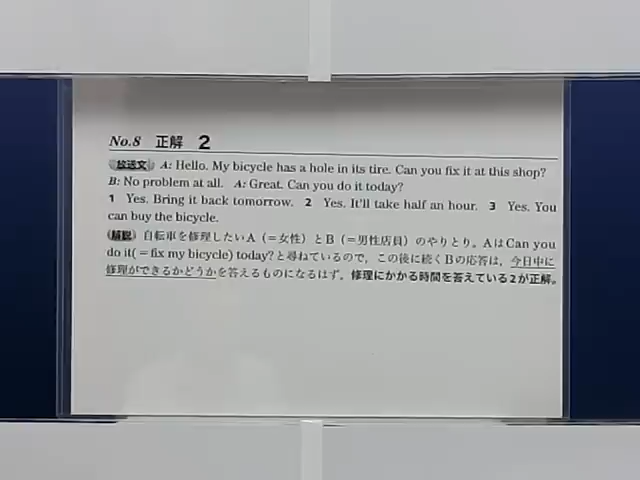 No.8 正解 2
放送文 A: Hello. My bicycle has a hole in its tire. Can you fix it at this shop?
B: No problem at all. A: Great. Can you do it today?
1 Yes. Bring it back tomorrow. 2 Yes. It'll take half an hour. 3 Yes. You
can buy the bicycle.
解説 自転車を修理したいA(=女性)とB(=男性店員)のやりとり。AはCan you
do it(=fix my bicycle) today?と尋ねているので,この後に続くBの応答は,今日中に
修理ができるかどうかを答えるものになるはず。修理にかかる時間を答えている2が正解。